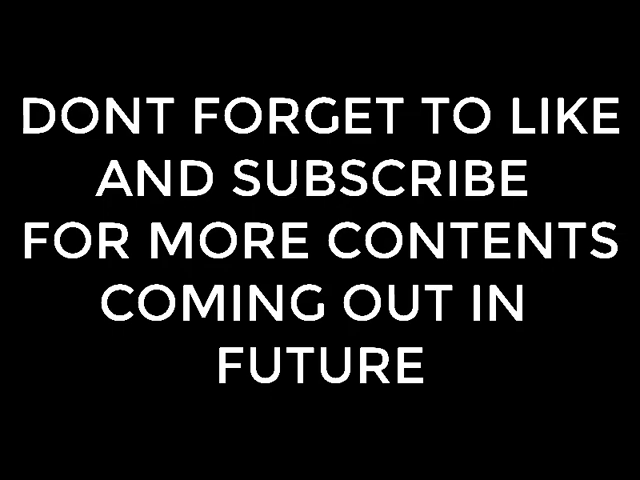 DONT FORGET TO LIKE
AND SUBSCRIBE
FOR MORE CONTENTS
COMING OUT IN
FUTURE